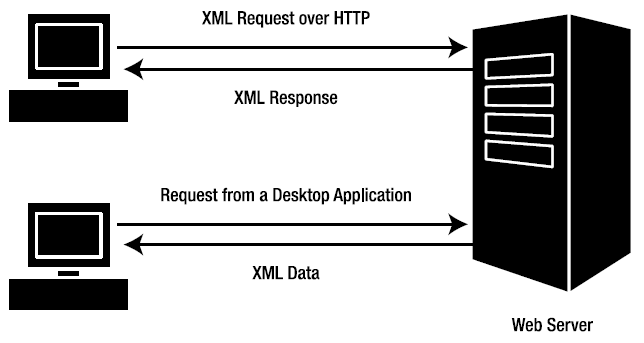 XML Request over HTTP
XML Response
Request from a Desktop Application
XML Data
Web Server